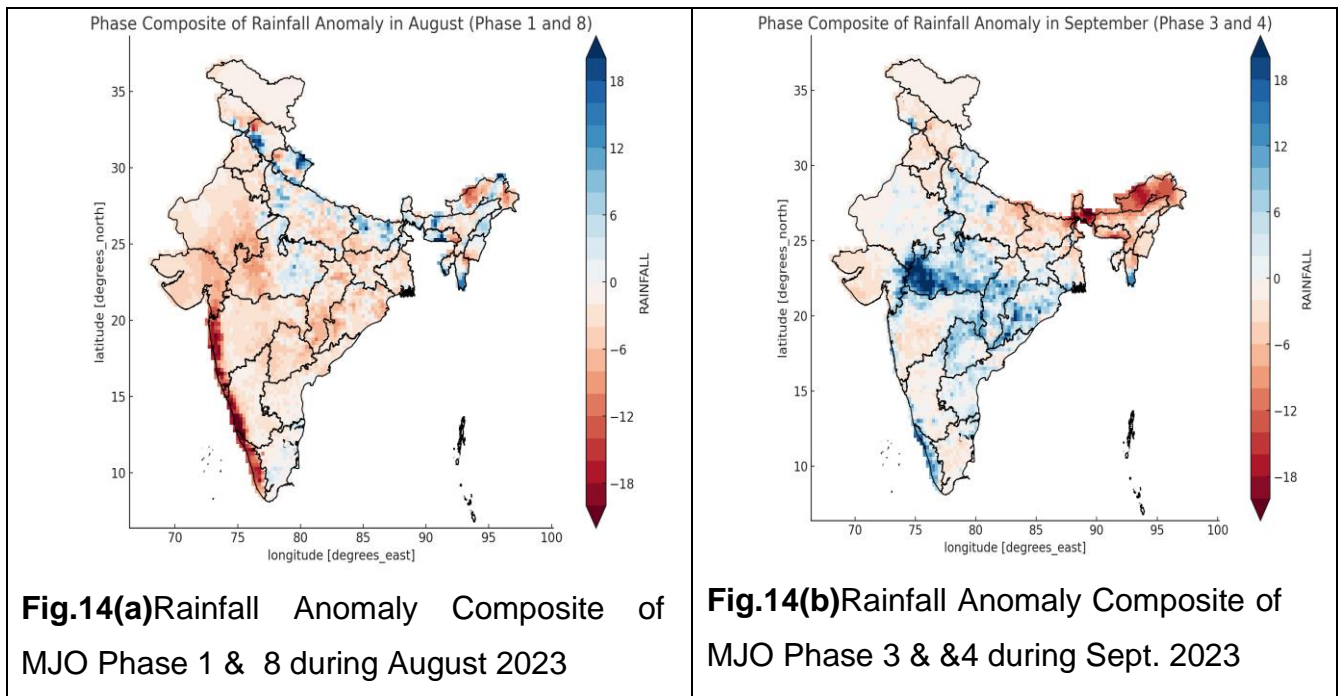 Phase Composite of Rainfall Anomaly in August (Phase 1 and 8)
35
30
25
20
15
10
latitude [degrees_north]
70 75 80 85 90 95 100
longitude [degrees_east]
18
12
6
0
−6
−12
−18
RAINFALL
Fig.14(a)Rainfall Anomaly Composite of
MJO Phase 1 & 8 during August 2023
Phase Composite of Rainfall Anomaly in September (Phase 3 and 4)
35
30
25
20
15
10
latitude [degrees_north]
70 75 80 85 90 95 100
longitude [degrees_east]
18
12
6
0
−6
−12
−18
RAINFALL
Fig.14(b)Rainfall Anomaly Composite of
MJO Phase 3 & &4 during Sept. 2023